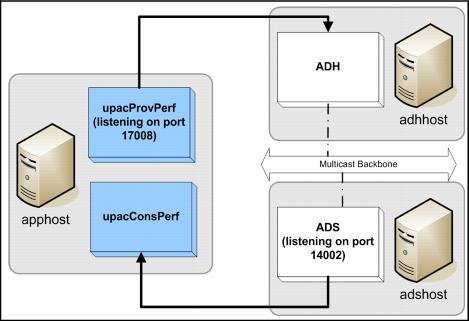 ADH
adhhost
upacProvPerf
(listening on port
17008)
Multicast Backbone
apphost
upacConsPerf
ADS
(listening on port
14002)
adshost